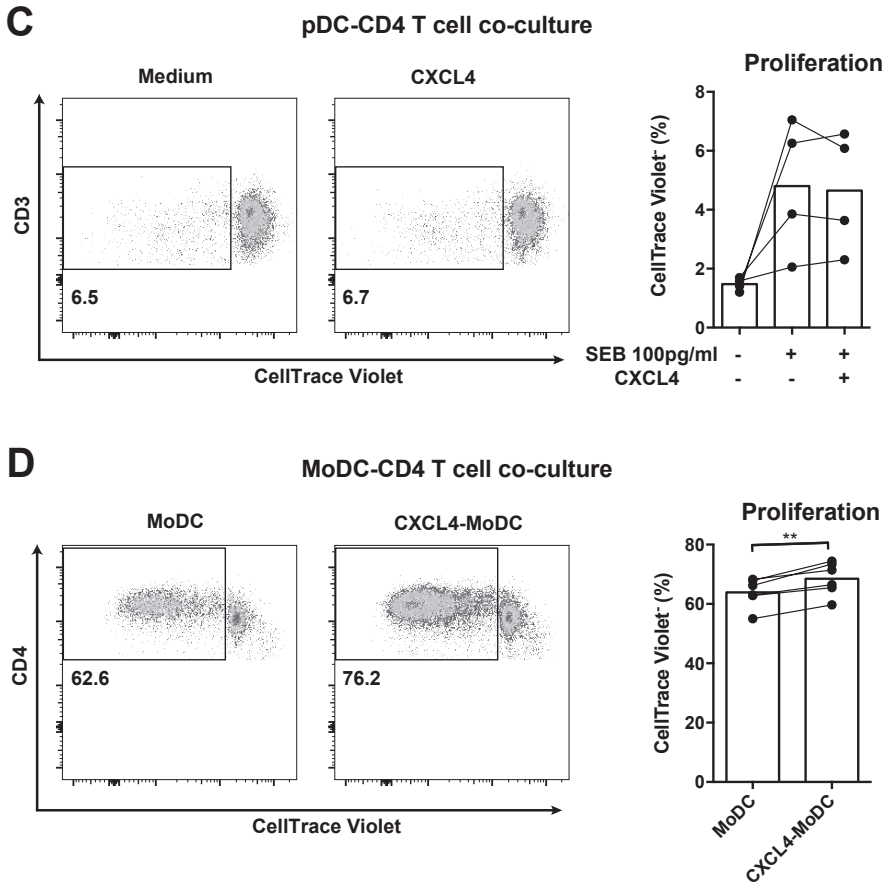 C
pDC-CD4 T cell co-culture
Medium
CXCL4
CD3
6.5
6.7
CellTrace Violet
Proliferation
CellTrace Violet⁻ (%)
8
6
4
2
0
SEB 100pg/ml - + +
CXCL4 - - +
D
MoDC-CD4 T cell co-culture
MoDC
CXCL4-MoDC
CD4
62.6
76.2
CellTrace Violet
Proliferation
**
CellTrace Violet⁻ (%)
80
60
40
20
0
MoDC
CXCL4-MoDC